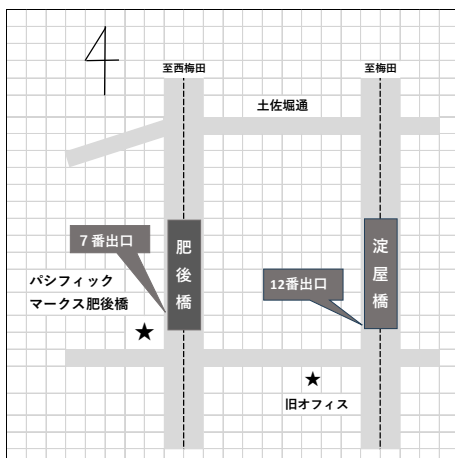 4
至西梅田
至梅田
土佐堀通
7番出口
肥後橋
淀屋橋
パシフィック
マークス肥後橋
12番出口
旧オフィス